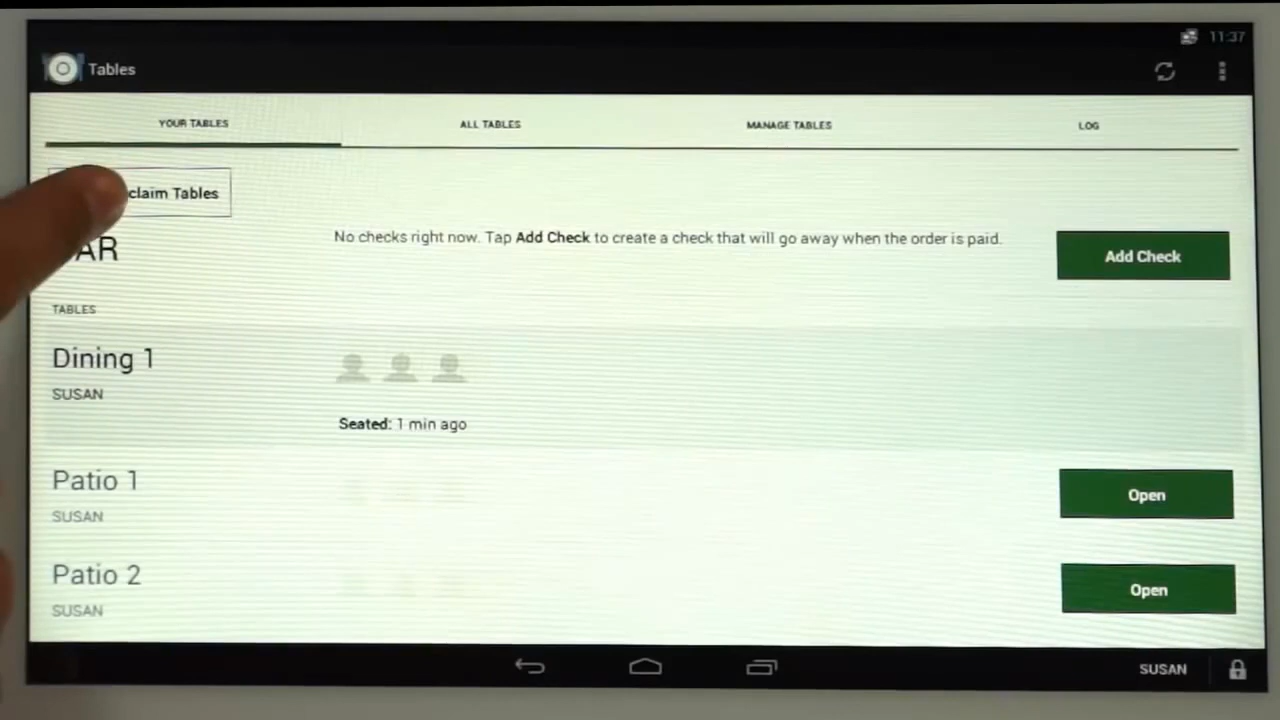 11:37
Tables
YOUR TABLES
ALL TABLES
MANAGE TABLES
LOG
Tables
No checks right now. Tap Add Check to create a check that will go away when the order is paid.
Add Check
TABLES
Dining 1
SUSAN
Seated: 1 min ago
Patio 1
SUSAN
Open
Patio 2
SUSAN
Open
SUSAN